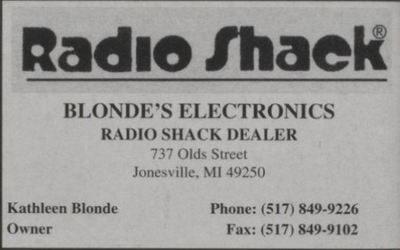 Radio Shack®
BLONDE'S ELECTRONICS
RADIO SHACK DEALER
737 Olds Street
Jonesville, MI 49250
Kathleen Blonde Phone: (517) 849-9226
Owner Fax: (517) 849-9102